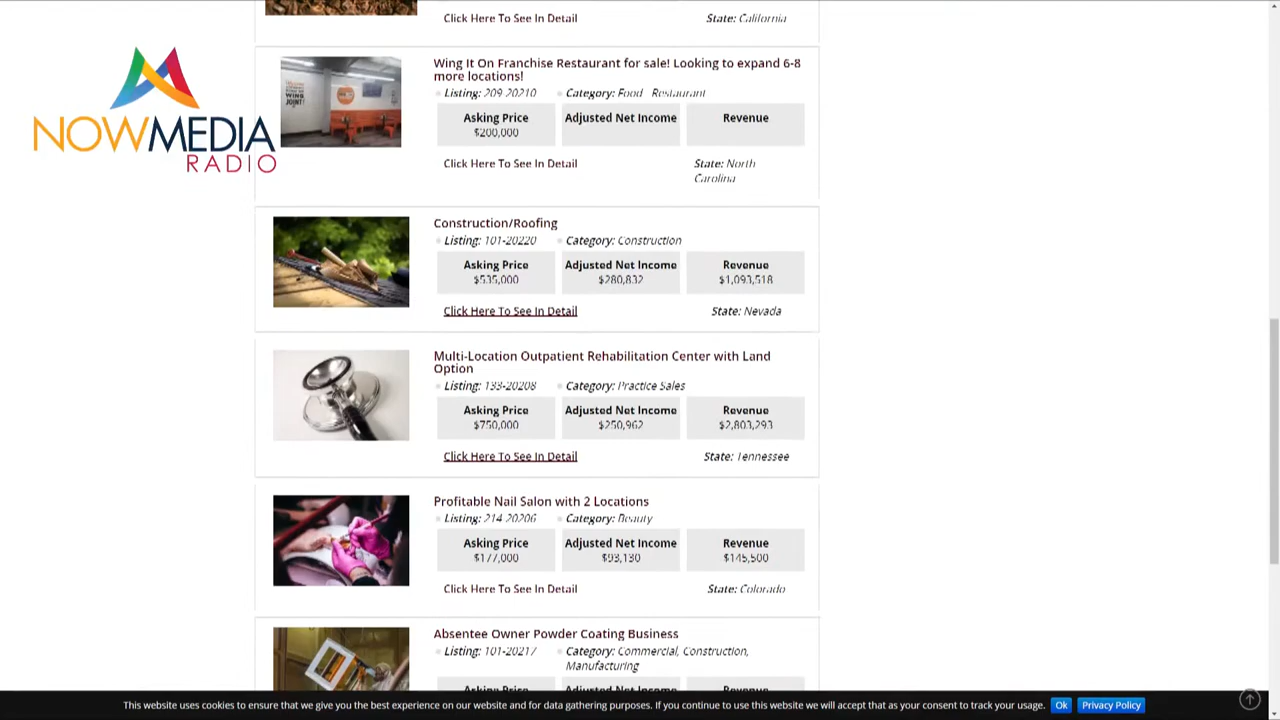 Click Here To See In Detail
State: California
NOWMEDIA
RADIO
Wing It On Franchise Restaurant for sale! Looking to expand 6-8
more locations!
Listing: 209-20210
Category: Food - Restaurant
Asking Price
$200,000
Adjusted Net Income
Revenue
Click Here To See In Detail
State: North
Carolina
Construction/Roofing
Listing: 101-20220
Category: Construction
Asking Price
$535,000
Adjusted Net Income
$280,832
Revenue
$1,093,518
Click Here To See In Detail
State: Nevada
Multi-Location Outpatient Rehabilitation Center with Land
Option
Listing: 133-20208
Category: Practice Sales
Asking Price
$750,000
Adjusted Net Income
$250,962
Revenue
$2,803,293
Click Here To See In Detail
State: Tennessee
Profitable Nail Salon with 2 Locations
Listing: 214-20206
Category: Beauty
Asking Price
$177,000
Adjusted Net Income
$93,130
Revenue
$145,500
Click Here To See In Detail
State: Colorado
Absentee Owner Powder Coating Business
Listing: 101-20217
Category: Commercial, Construction,
Manufacturing
Asking Price
Adjusted Net Income
Revenue
This website uses cookies to ensure that we give you the best experience on our website and for data gathering purposes. If you continue to use this website we will accept that as your consent to track your usage.
Ok
Privacy Policy